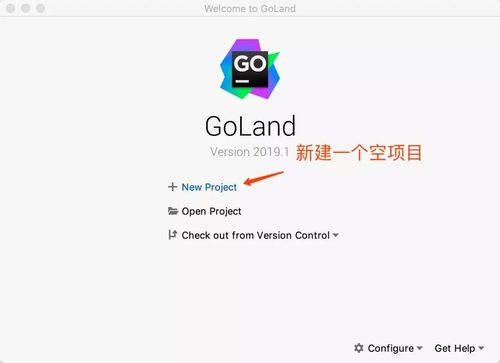 Welcome to GoLand
GO
GoLand
Version 2019.1
新建一个空项目
New Project
Open Project
Check out from Version Control
Configure
Get Help